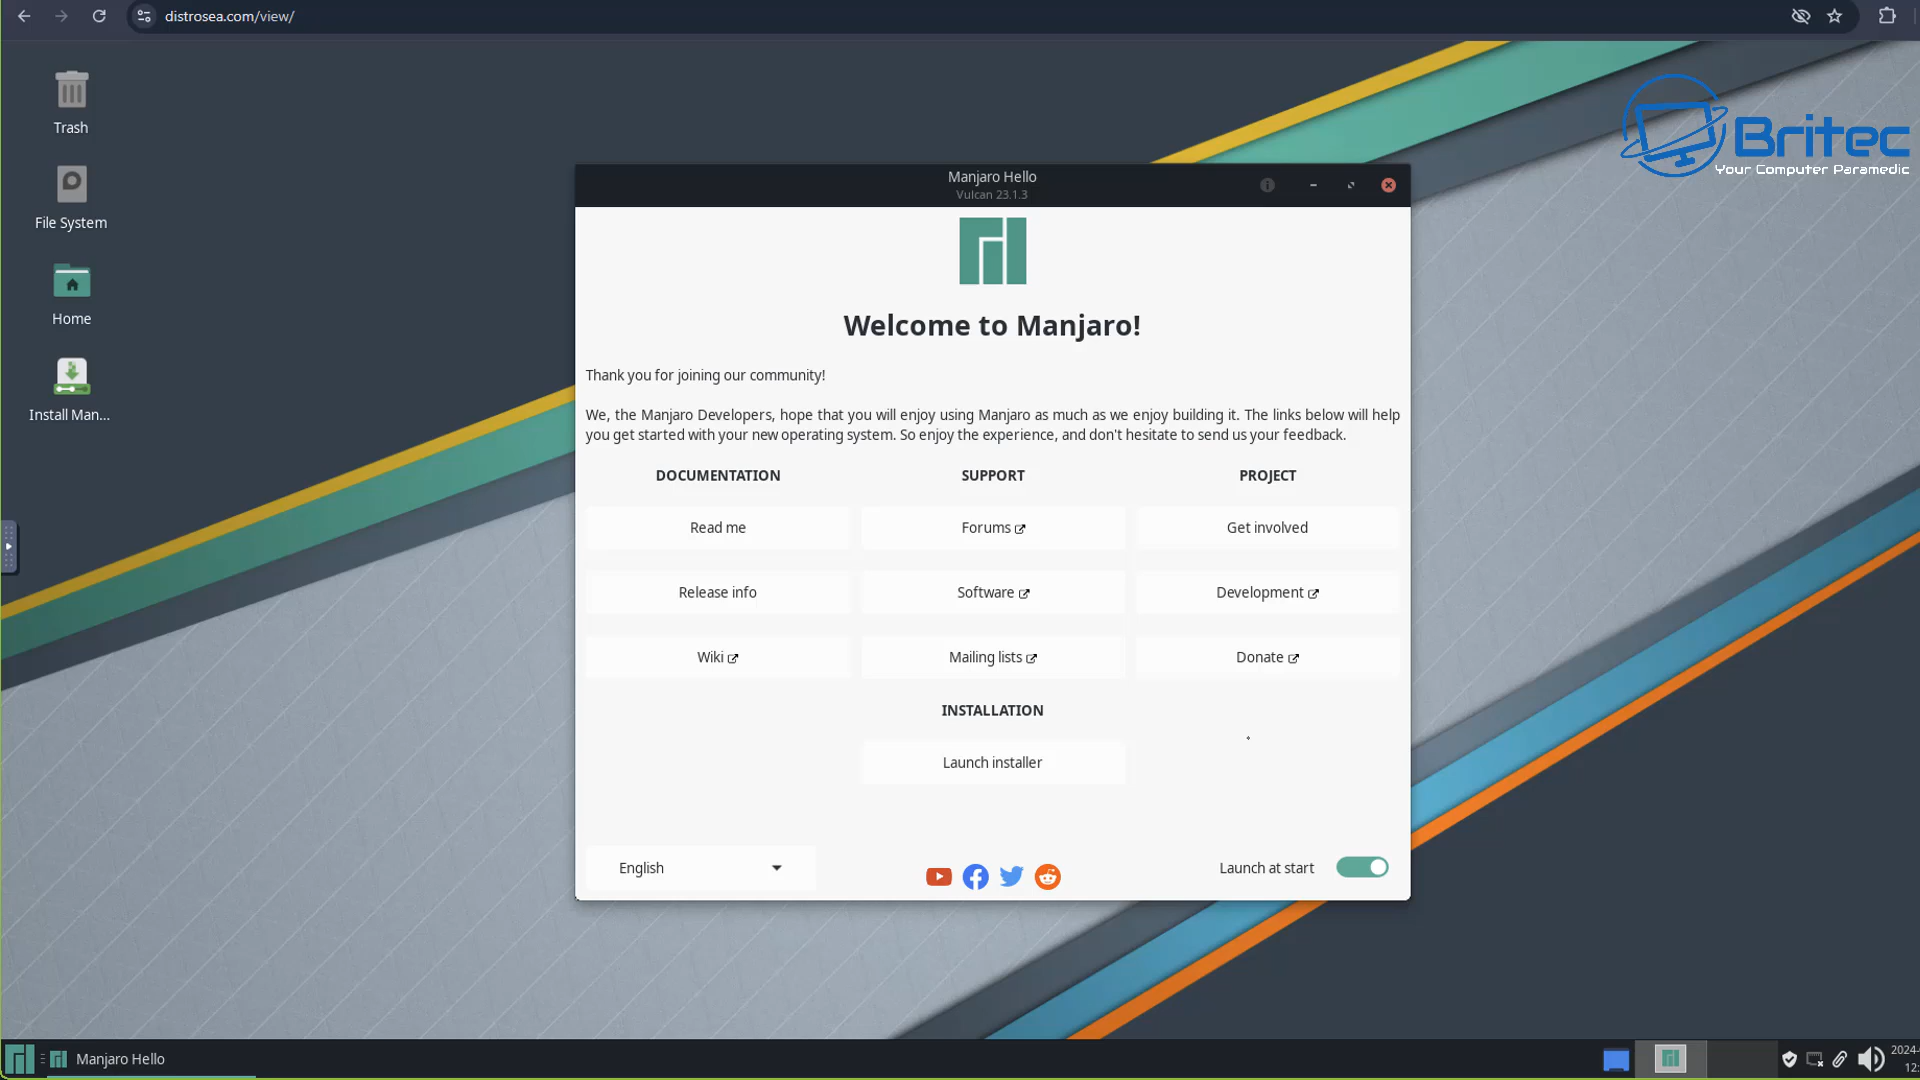 distrosea.com/view/
Trash
File System
Home
Install Man...
Britec
Your Computer Paramedic
Manjaro Hello
Vulcan 23.1.3
Welcome to Manjaro!
Thank you for joining our community!
We, the Manjaro Developers, hope that you will enjoy using Manjaro as much as we enjoy building it. The links below will help
you get started with your new operating system. So enjoy the experience, and don't hesitate to send us your feedback.
DOCUMENTATION SUPPORT PROJECT
Read me Forums Get involved
Release info Software Development
Wiki Mailing lists Donate
INSTALLATION
Launch installer
English Launch at start
Manjaro Hello
2024-
12: